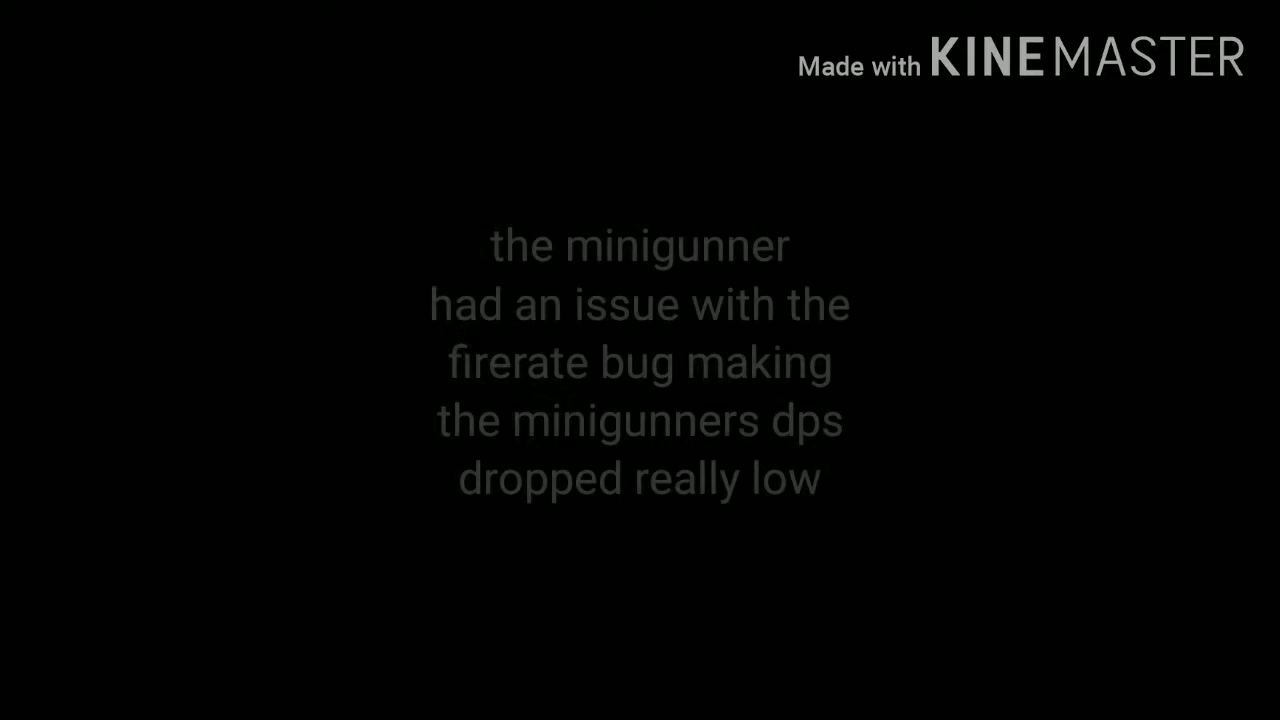 Made with KINEMASTER
the minigunner
had an issue with the
firerate bug making
the minigunners dps
dropped really low